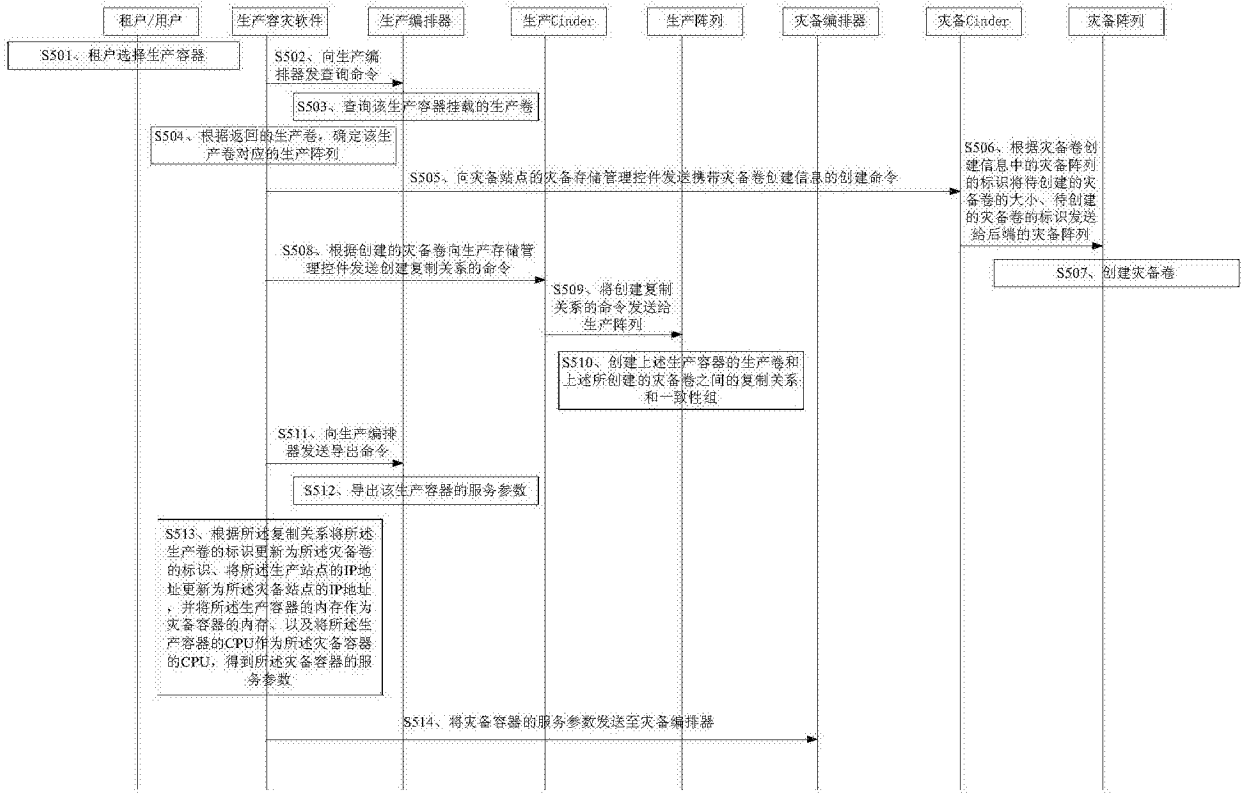 租户/用户
生产容灾软件
生产编排器
生产Cinder
生产阵列
灾备编排器
灾备Cinder
灾备阵列
S501、租户选择生产容器
S502、向生产编
排器发查询命令
S503、查询该生产容器挂载的生产卷
S504、根据返回的生产卷，确定该生
产卷对应的生产阵列
S505、向灾备站点的灾备存储管理控件发送携带灾备卷创建信息的创建命令
S506、根据灾备卷创
建信息中的灾备阵列
的标识将待创建的灾
备卷的大小、待创建
的灾备卷的标识发送
给后端的灾备阵列
S507、创建灾备卷
S508、根据创建的灾备卷向生产存储管
理控件发送创建复制关系的命令
S509、将创建复制
关系的命令发送给
生产阵列
S510、创建上述生产容器的生产卷和
上述所创建的灾备卷之间的复制关系
和一致性组
S511、向生产编排
器发送导出命令
S512、导出该生产容器的服务参数
S513、根据所述复制关系将所述
生产卷的标识更新为所述灾备卷
的标识、将所述生产站点的IP地
址更新为所述灾备站点的IP地址
，并将所述生产容器的内存作为
灾备容器的内存、以及将所述生
产容器的CPU作为所述灾备容器
的CPU，得到所述灾备容器的服
务参数
S514、将灾备容器的服务参数发送至灾备编排器